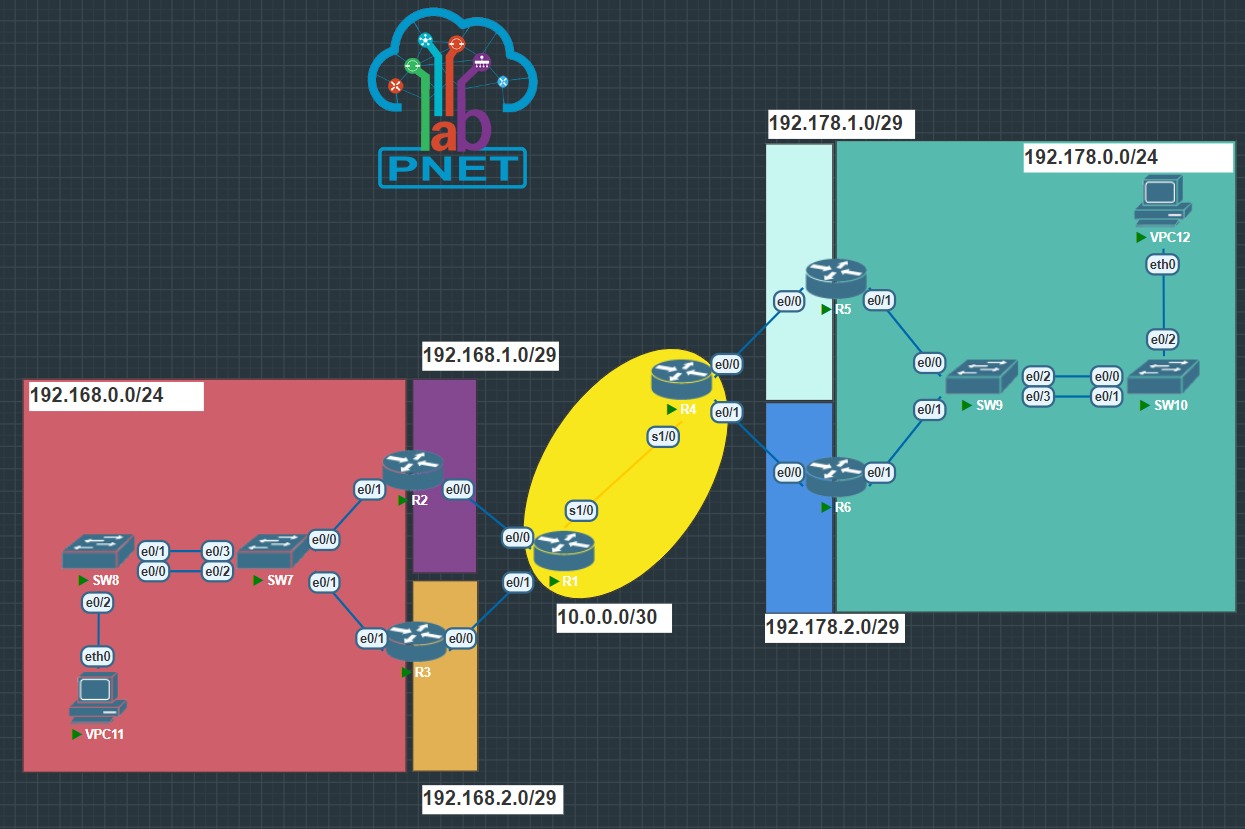 lab
PNET
192.178.1.0/29
192.178.0.0/24
VPC12
eth0
e0/2
e0/0
R5
e0/1
192.168.1.0/29
e0/0
R4
e0/1
s1/0
e0/0
SW9
e0/1
e0/2
e0/3
e0/0
e0/1
SW10
192.168.0.0/24
e0/0
R6
e0/1
e0/1
R2
e0/0
s1/0
e0/0
R1
e0/1
10.0.0.0/30
192.178.2.0/29
SW8
e0/1
e0/0
e0/3
e0/2
SW7
e0/0
e0/1
e0/2
eth0
VPC11
e0/1
R3
e0/0
192.168.2.0/29